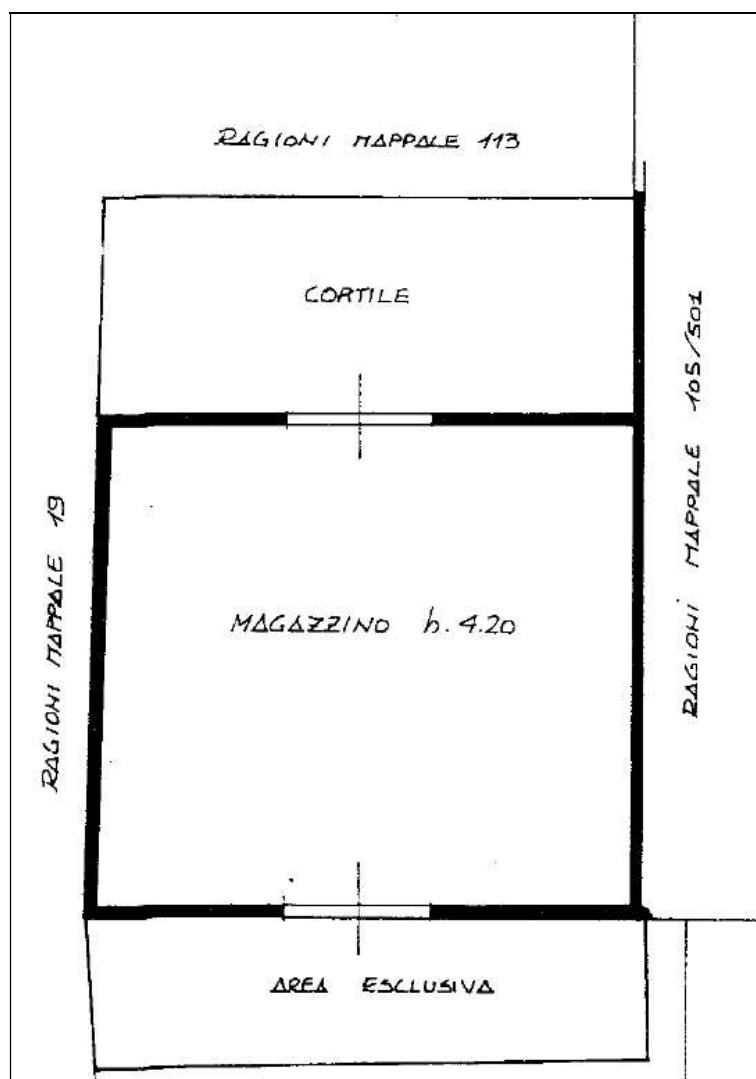 RAGIONI MAPPALE 113
CORTILE
RAGIONI MAPPALE 105/501
RAGIONI MAPPALE 19
MAGAZZINO h. 4.20
AREA ESCLUSIVA